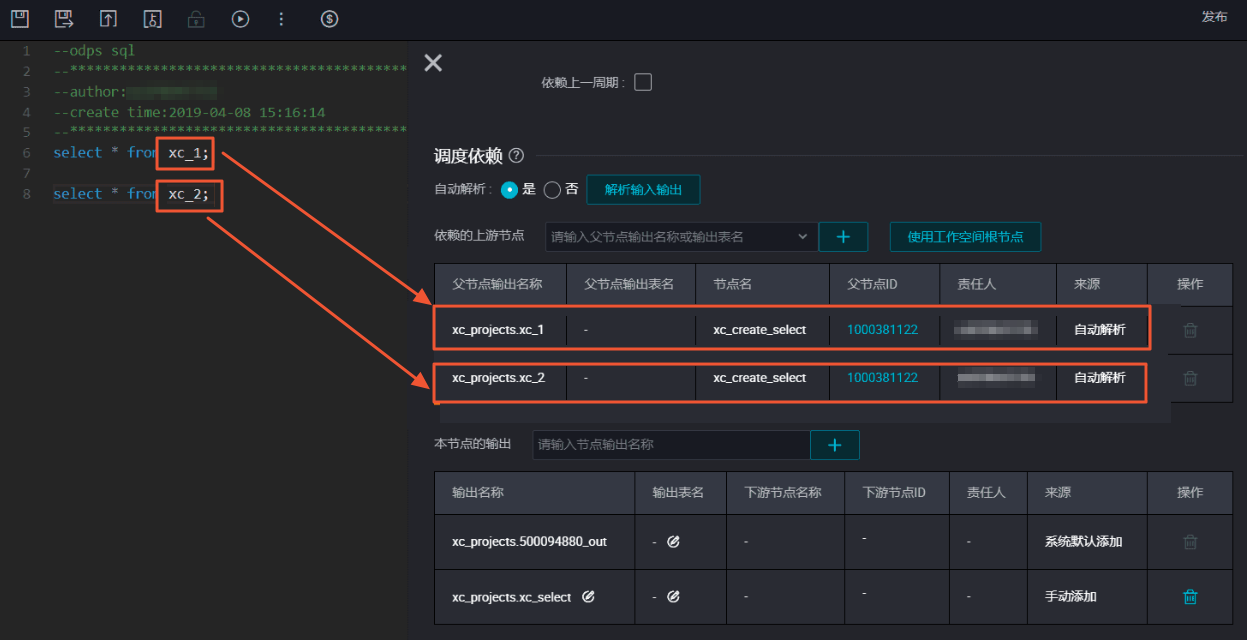 发布
1 --odps sql
2 --*****************************************
3 --author:
4 --create time:2019-04-08 15:16:14
5 --*****************************************
6 select * from xc_1;
7
8 select * from xc_2;
依赖上一周期 :
调度依赖
自动解析 : 是 否 解析输入输出
依赖的上游节点 请输入父节点输出名称或输出表名 + 使用工作空间根节点
父节点输出名称 父节点输出表名 节点名 父节点ID 责任人 来源 操作
xc_projects.xc_1 - xc_create_select 1000381122 自动解析
xc_projects.xc_2 - xc_create_select 1000381122 自动解析
本节点的输出 请输入节点输出名称 +
输出名称 输出表名 下游节点名称 下游节点ID 责任人 来源 操作
xc_projects.500094880_out - - - - 系统默认添加
xc_projects.xc_select - - - - 手动添加